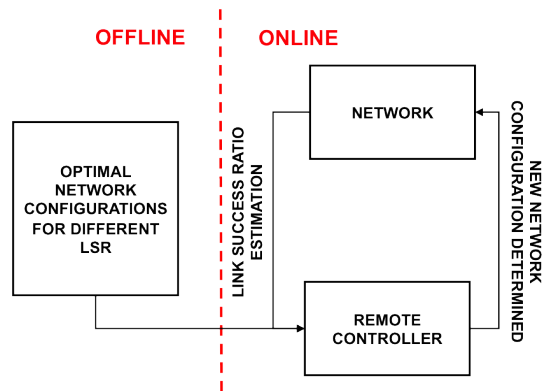 OFFLINE
ONLINE
OPTIMAL
NETWORK
CONFIGURATIONS
FOR DIFFERENT
LSR
LINK SUCCESS RATIO
ESTIMATION
NETWORK
NEW NETWORK
CONFIGURATION DETERMINED
REMOTE
CONTROLLER